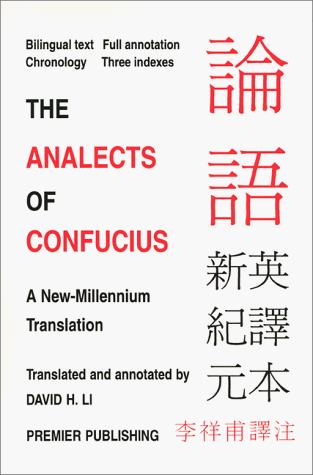 Bilingual text Full annotation
Chronology Three indexes
THE
ANALECTS
OF
CONFUCIUS
A New-Millennium
Translation
Translated and annotated by
DAVID H. LI
PREMIER PUBLISHING
論語
英譯本
新紀元
李祥甫譯注